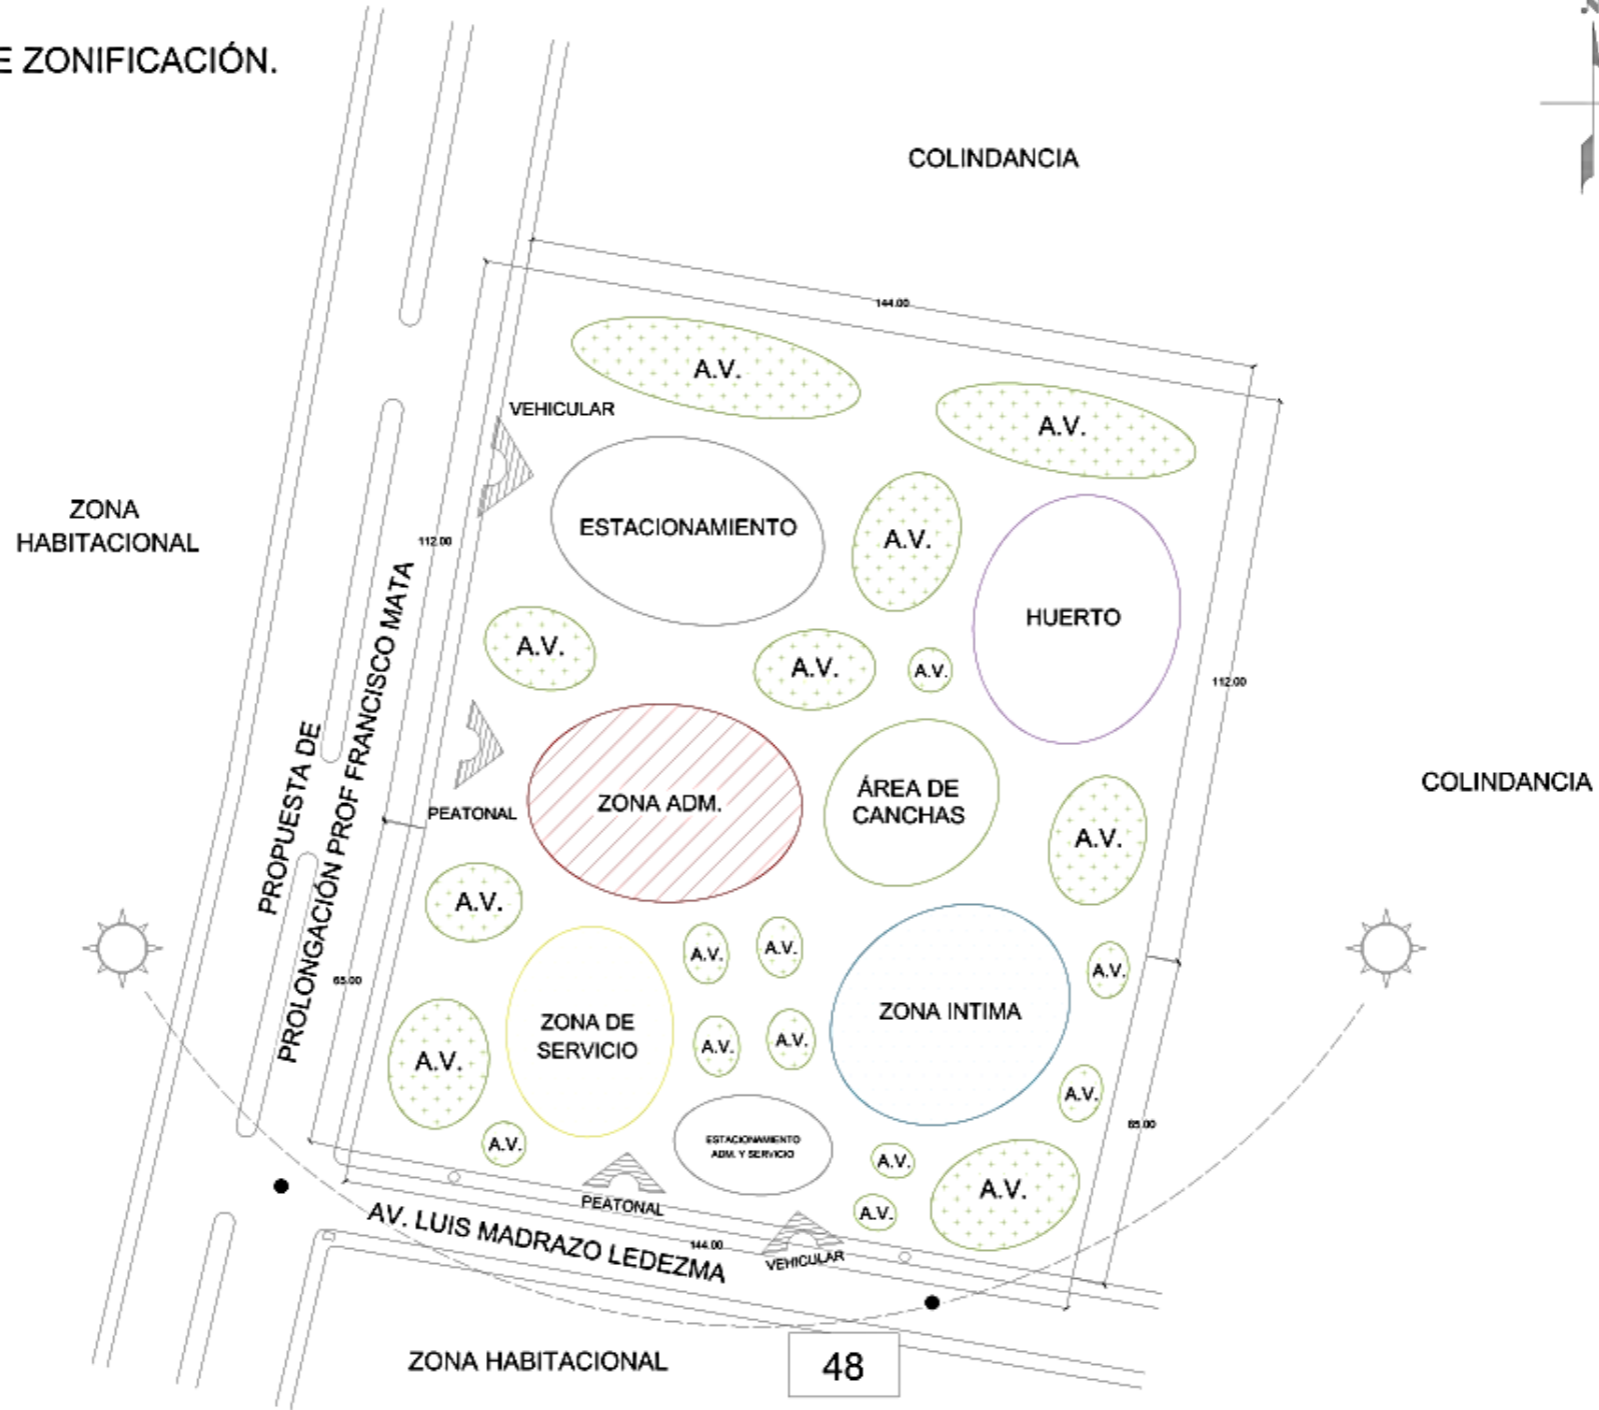 E ZONIFICACIÓN.
COLINDANCIA
144.00
A.V.
VEHICULAR
A.V.
ZONA
HABITACIONAL
ESTACIONAMIENTO
A.V.
112.00
HUERTO
A.V.
A.V.
A.V.
112.00
PROPUESTA DE
PROLONGACIÓN PROF FRANCISCO MATA
COLINDANCIA
ZONA ADM.
ÁREA DE
CANCHAS
PEATONAL
A.V.
A.V.
A.V.
A.V.
A.V.
65.00
ZONA DE
SERVICIO
ZONA INTIMA
A.V.
A.V.
A.V.
A.V.
A.V.
65.00
A.V.
ESTACIONAMIENTO
ADM. Y SERVICIO
A.V.
A.V.
PEATONAL
A.V.
AV. LUIS MADRAZO LEDEZMA
144.00
VEHICULAR
ZONA HABITACIONAL
48